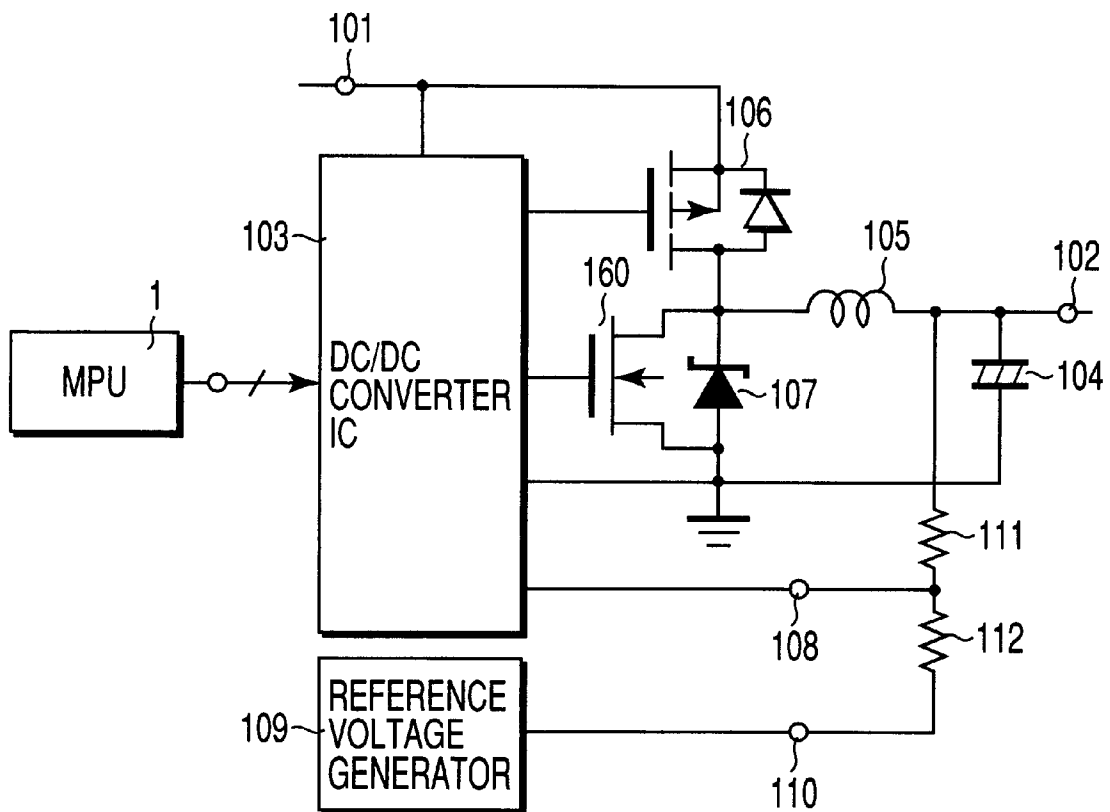 101
106
103
105
102
160
1
MPU
DC/DC
CONVERTER
IC
107
104
111
108
112
REFERENCE
VOLTAGE
GENERATOR
109
110